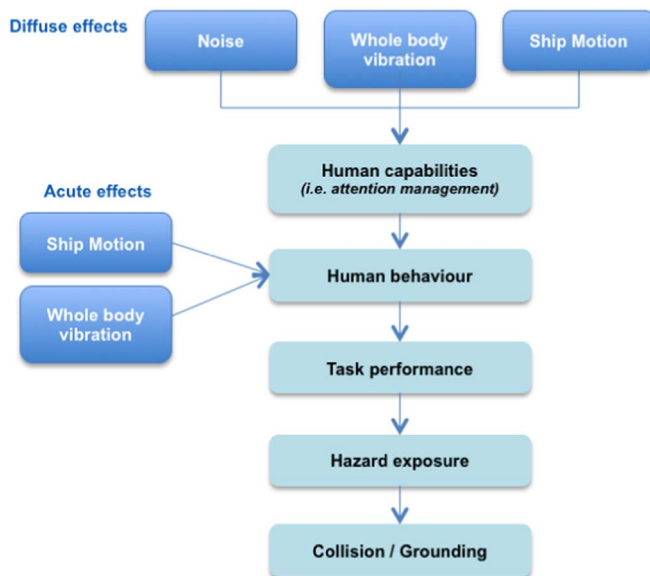 Diffuse effects
Noise
Whole body
vibration
Ship Motion
Human capabilities
(i.e. attention management)
Acute effects
Ship Motion
Human behaviour
Whole body
vibration
Task performance
Hazard exposure
Collision / Grounding